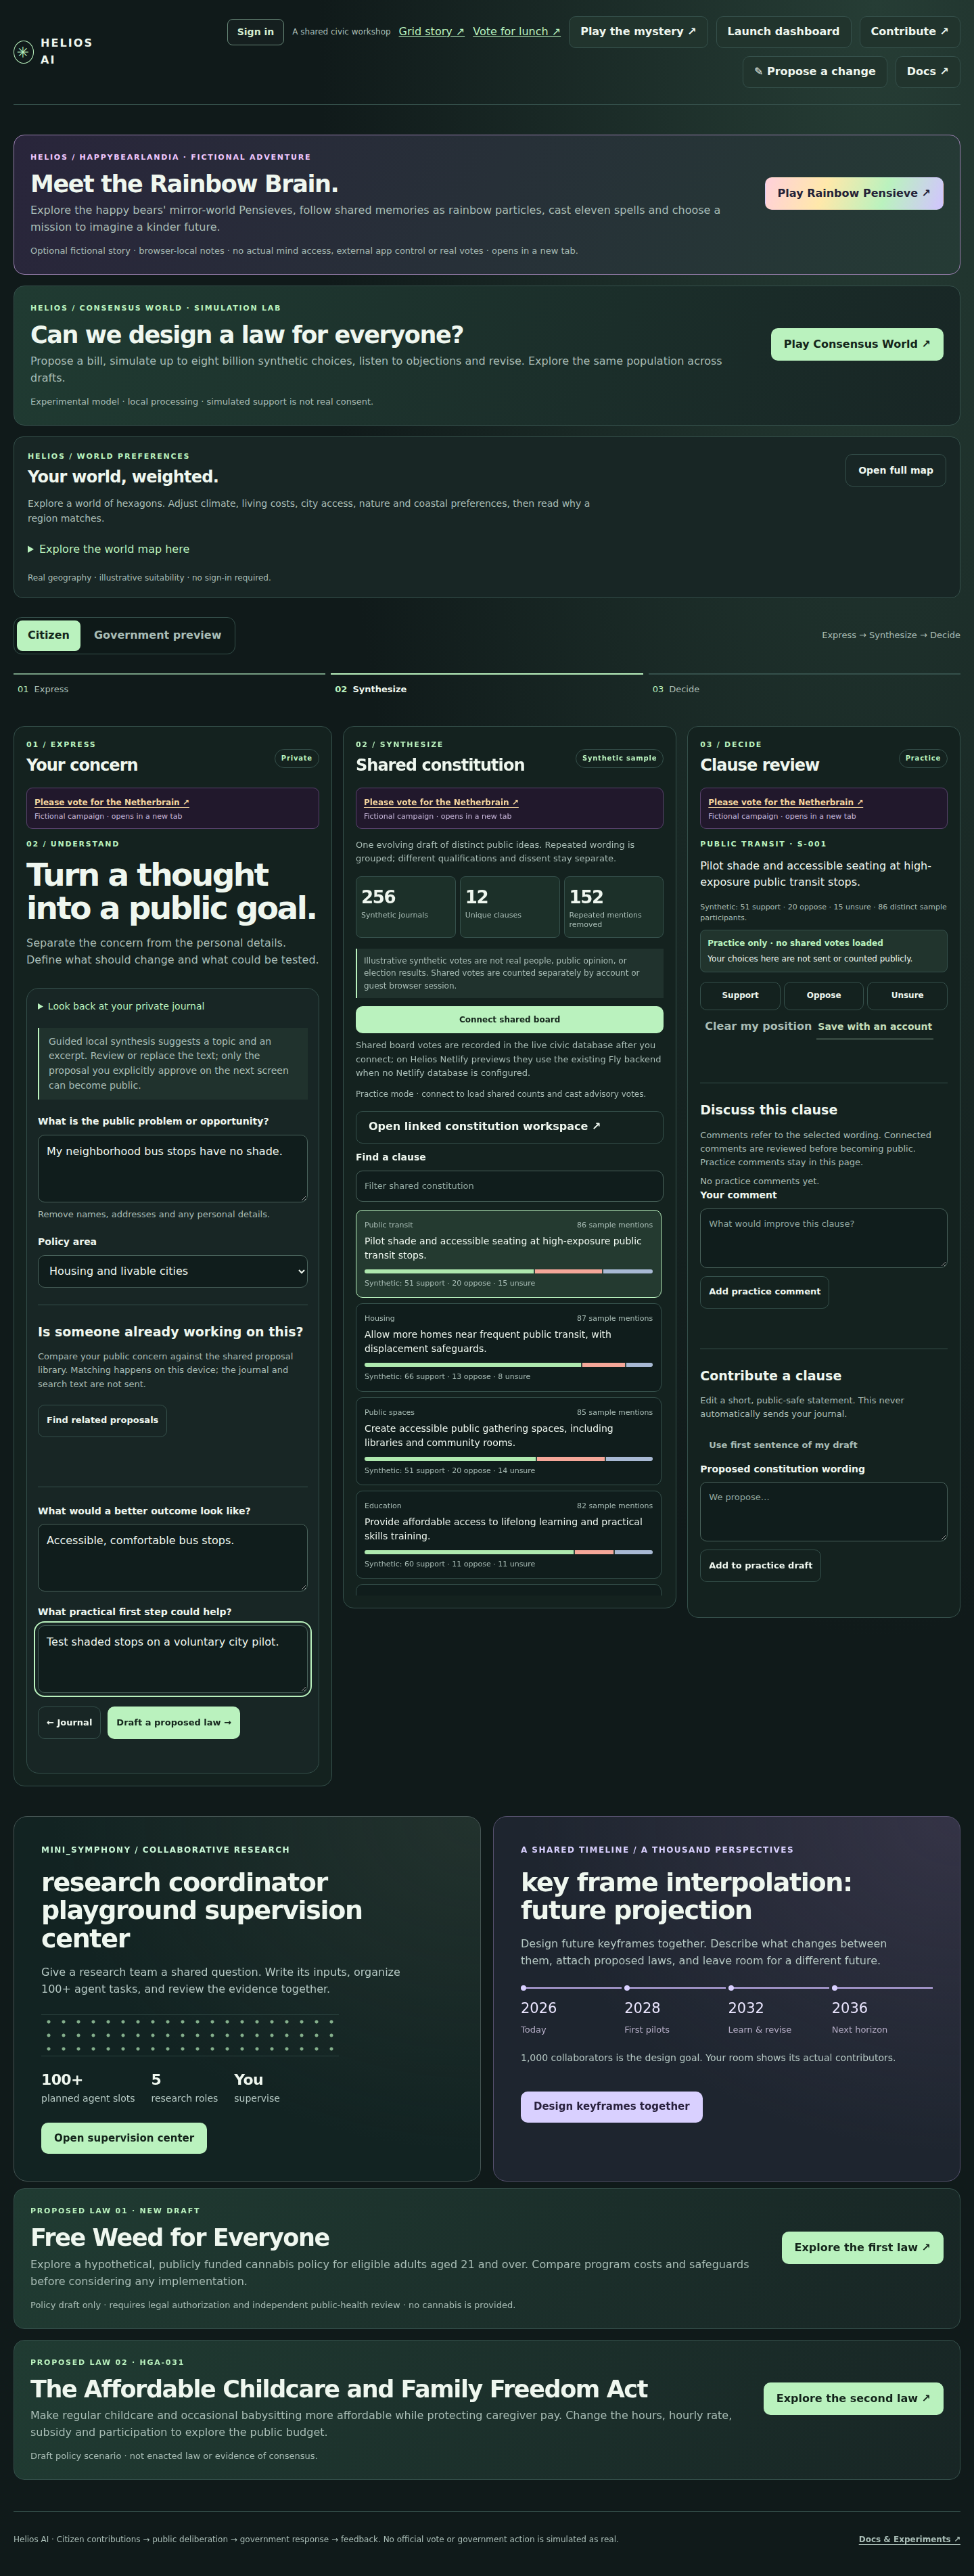 HELIOS
AI
Sign in
A shared civic workshop
Grid story ↗
Vote for lunch ↗
Play the mystery ↗
Launch dashboard
Contribute ↗
✎ Propose a change
Docs ↗
HELIOS / HAPPYBEARLANDIA · FICTIONAL ADVENTURE
Meet the Rainbow Brain.
Explore the happy bears' mirror-world Pensieves, follow shared memories as rainbow particles, cast eleven spells and choose a
mission to imagine a kinder future.
Optional fictional story · browser-local notes · no actual mind access, external app control or real votes · opens in a new tab.
Play Rainbow Pensieve ↗
HELIOS / CONSENSUS WORLD · SIMULATION LAB
Can we design a law for everyone?
Propose a bill, simulate up to eight billion synthetic choices, listen to objections and revise. Explore the same population across
drafts.
Experimental model · local processing · simulated support is not real consent.
Play Consensus World ↗
HELIOS / WORLD PREFERENCES
Your world, weighted.
Explore a world of hexagons. Adjust climate, living costs, city access, nature and coastal preferences, then read why a
region matches.
▶ Explore the world map here
Real geography · illustrative suitability · no sign-in required.
Open full map
Citizen
Government preview
Express → Synthesize → Decide
01 Express
02 Synthesize
03 Decide
01 / EXPRESS
Your concern
Private
Please vote for the Netherbrain ↗
Fictional campaign · opens in a new tab
02 / UNDERSTAND
Turn a thought
into a public goal.
Separate the concern from the personal details.
Define what should change and what could be tested.
▶ Look back at your private journal
Guided local synthesis suggests a topic and an
excerpt. Review or replace the text; only the
proposal you explicitly approve on the next screen
can become public.
What is the public problem or opportunity?
My neighborhood bus stops have no shade.
Remove names, addresses and any personal details.
Policy area
Housing and livable cities
Is someone already working on this?
Compare your public concern against the shared proposal
library. Matching happens on this device; the journal and
search text are not sent.
Find related proposals
What would a better outcome look like?
Accessible, comfortable bus stops.
What practical first step could help?
Test shaded stops on a voluntary city pilot.
← Journal
Draft a proposed law →
02 / SYNTHESIZE
Shared constitution
Synthetic sample
Please vote for the Netherbrain ↗
Fictional campaign · opens in a new tab
One evolving draft of distinct public ideas. Repeated wording is
grouped; different qualifications and dissent stay separate.
256
Synthetic journals
12
Unique clauses
152
Repeated mentions
removed
Illustrative synthetic votes are not real people, public opinion, or
election results. Shared votes are counted separately by account or
guest browser session.
Connect shared board
Shared board votes are recorded in the live civic database after you
connect; on Helios Netlify previews they use the existing Fly backend
when no Netlify database is configured.
Practice mode · connect to load shared counts and cast advisory votes.
Open linked constitution workspace ↗
Find a clause
Filter shared constitution
Public transit
86 sample mentions
Pilot shade and accessible seating at high-exposure public
transit stops.
Synthetic: 51 support · 20 oppose · 15 unsure
Housing
87 sample mentions
Allow more homes near frequent public transit, with
displacement safeguards.
Synthetic: 66 support · 13 oppose · 8 unsure
Public spaces
85 sample mentions
Create accessible public gathering spaces, including
libraries and community rooms.
Synthetic: 51 support · 20 oppose · 14 unsure
Education
82 sample mentions
Provide affordable access to lifelong learning and practical
skills training.
Synthetic: 60 support · 11 oppose · 11 unsure
03 / DECIDE
Clause review
Practice
Please vote for the Netherbrain ↗
Fictional campaign · opens in a new tab
PUBLIC TRANSIT · S-001
Pilot shade and accessible seating at high-
exposure public transit stops.
Synthetic: 51 support · 20 oppose · 15 unsure · 86 distinct sample
participants.
Practice only · no shared votes loaded
Your choices here are not sent or counted publicly.
Support
Oppose
Unsure
Clear my position
Save with an account
Discuss this clause
Comments refer to the selected wording. Connected
comments are reviewed before becoming public.
Practice comments stay in this page.
No practice comments yet.
Your comment
What would improve this clause?
Add practice comment
Contribute a clause
Edit a short, public-safe statement. This never
automatically sends your journal.
Use first sentence of my draft
Proposed constitution wording
We propose...
Add to practice draft
MINI_SYMPHONY / COLLABORATIVE RESEARCH
research coordinator
playground supervision
center
Give a research team a shared question. Write its inputs, organize
100+ agent tasks, and review the evidence together.
100+
planned agent slots
5
research roles
You
supervise
Open supervision center
A SHARED TIMELINE / A THOUSAND PERSPECTIVES
key frame interpolation:
future projection
Design future keyframes together. Describe what changes between
them, attach proposed laws, and leave room for a different future.
2026
Today
2028
First pilots
2032
Learn & revise
2036
Next horizon
1,000 collaborators is the design goal. Your room shows its actual contributors.
Design keyframes together
PROPOSED LAW 01 · NEW DRAFT
Free Weed for Everyone
Explore a hypothetical, publicly funded cannabis policy for eligible adults aged 21 and over. Compare program costs and safeguards
before considering any implementation.
Policy draft only · requires legal authorization and independent public-health review · no cannabis is provided.
Explore the first law ↗
PROPOSED LAW 02 · HGA-031
The Affordable Childcare and Family Freedom Act
Make regular childcare and occasional babysitting more affordable while protecting caregiver pay. Change the hours, hourly rate,
subsidy and participation to explore the public budget.
Draft policy scenario · not enacted law or evidence of consensus.
Explore the second law ↗
Helios AI · Citizen contributions → public deliberation → government response → feedback. No official vote or government action is simulated as real.
Docs & Experiments ↗